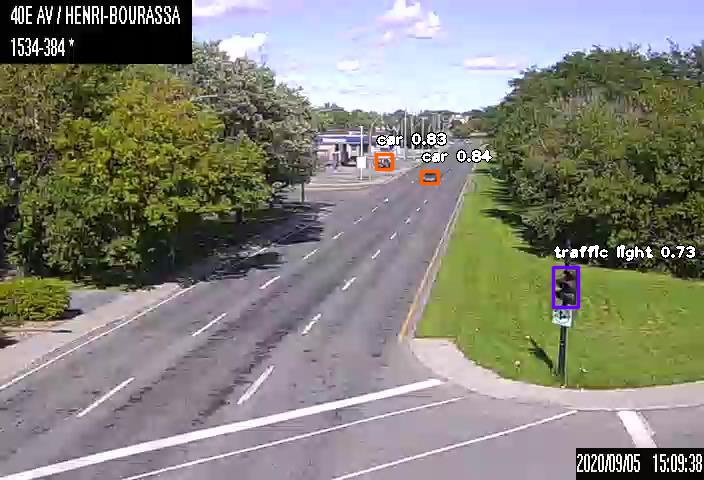 40E AV / HENRI-BOURASSA
1534-384 *
car 0.83
car 0.84
traffic light 0.73
2020/09/05 15:09:38